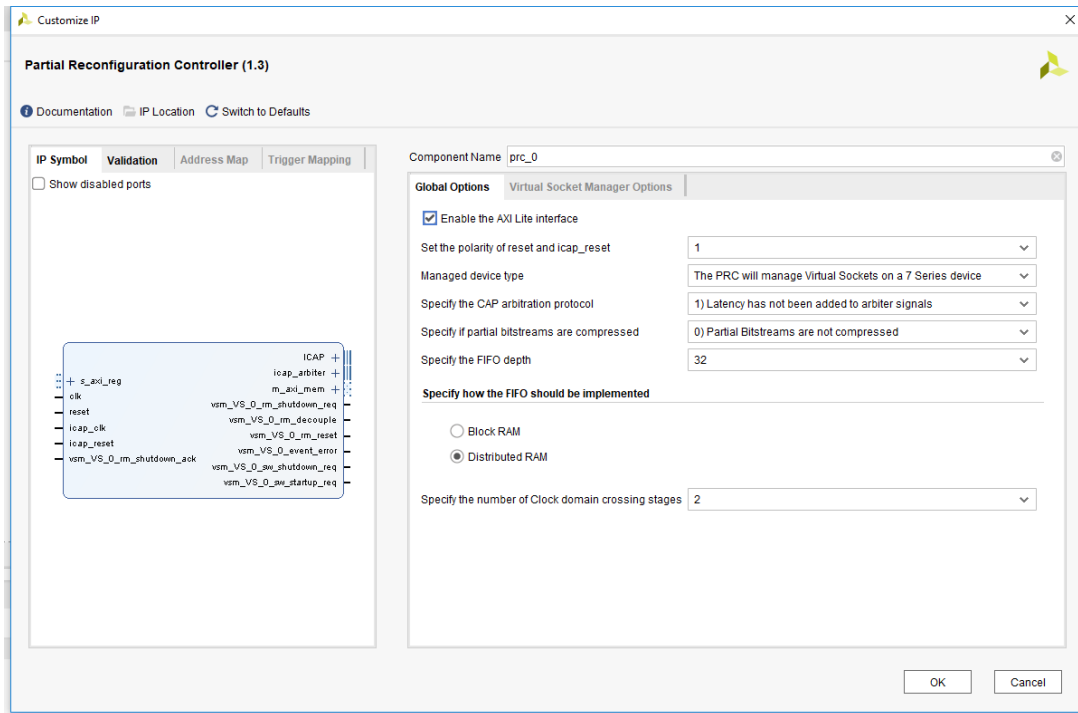 Customize IP
Partial Reconfiguration Controller (1.3)
Documentation IP Location Switch to Defaults
IP Symbol Validation Address Map Trigger Mapping
Show disabled ports
ICAP
icap_arbiter
m_axi_mem
s_axi_reg
clk
reset
icap_clk
icap_reset
vsm_VS_0_rm_shutdown_ack
vsm_VS_0_rm_shutdown_req
vsm_VS_0_rm_decouple
vsm_VS_0_rm_reset
vsm_VS_0_event_error
vsm_VS_0_sw_shutdown_req
vsm_VS_0_sw_startup_req
Component Name prc_0
Global Options Virtual Socket Manager Options
Enable the AXI Lite interface
Set the polarity of reset and icap_reset 1
Managed device type The PRC will manage Virtual Sockets on a 7 Series device
Specify the CAP arbitration protocol 1) Latency has not been added to arbiter signals
Specify if partial bitstreams are compressed 0) Partial Bitstreams are not compressed
Specify the FIFO depth 32
Specify how the FIFO should be implemented
Block RAM
Distributed RAM
Specify the number of Clock domain crossing stages 2
OK Cancel